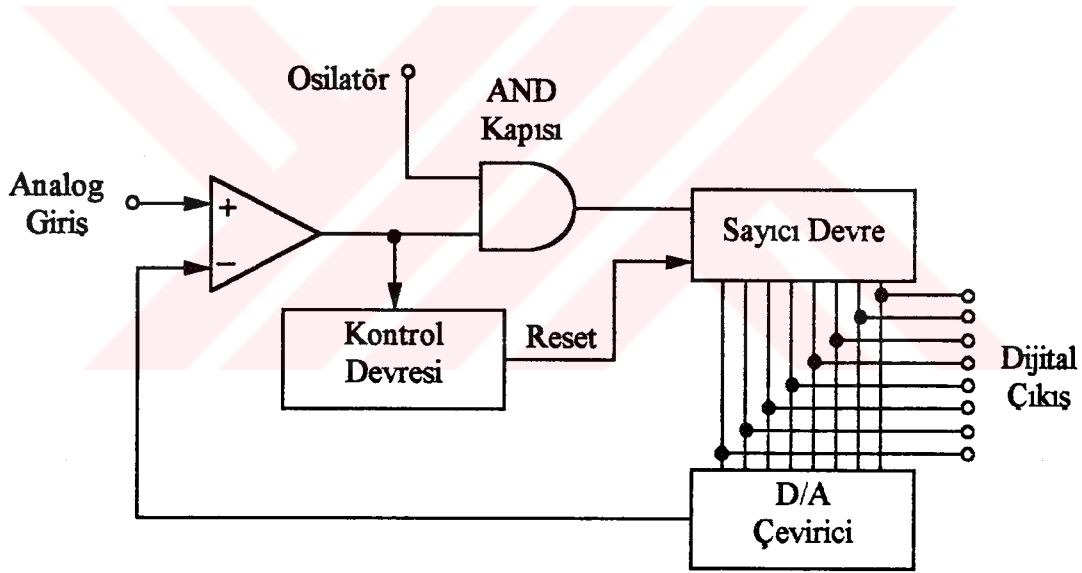 Osilatör
AND
Kapısı
Analog
Giriş
+
−
Sayıcı Devre
Kontrol
Devresi
Reset
Dijital
Çıkış
D/A
Çevirici